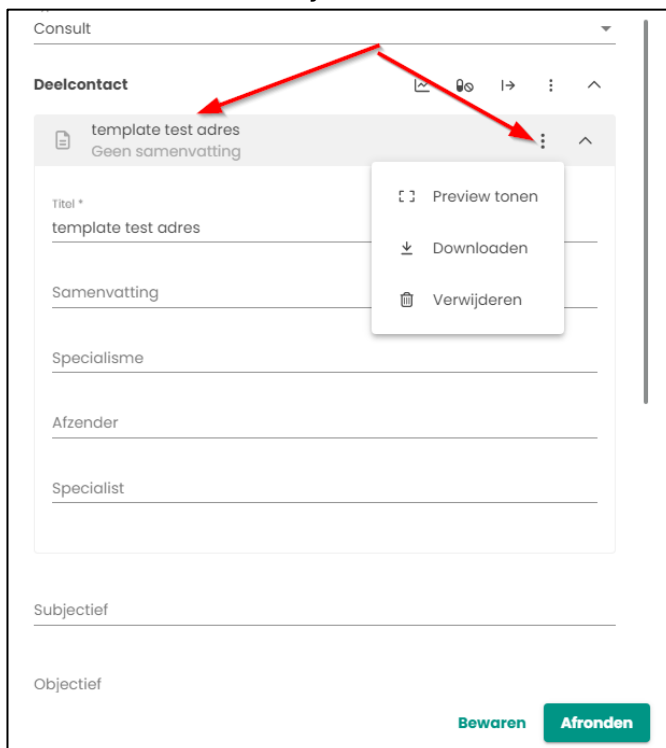 Consult
Deelcontact
template test adres
Geen samenvatting
Preview tonen
Downloaden
Verwijderen
Titel *
template test adres
Samenvatting
Specialisme
Afzender
Specialist
Subjectief
Objectief
Bewaren
Afronden